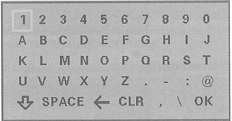 1 2 3 4 5 6 7 8 9 0
A B C D E F G H I J
K L M N O P Q R S T
U V W X Y Z . - : @
SPACE ← CLR , \ OK